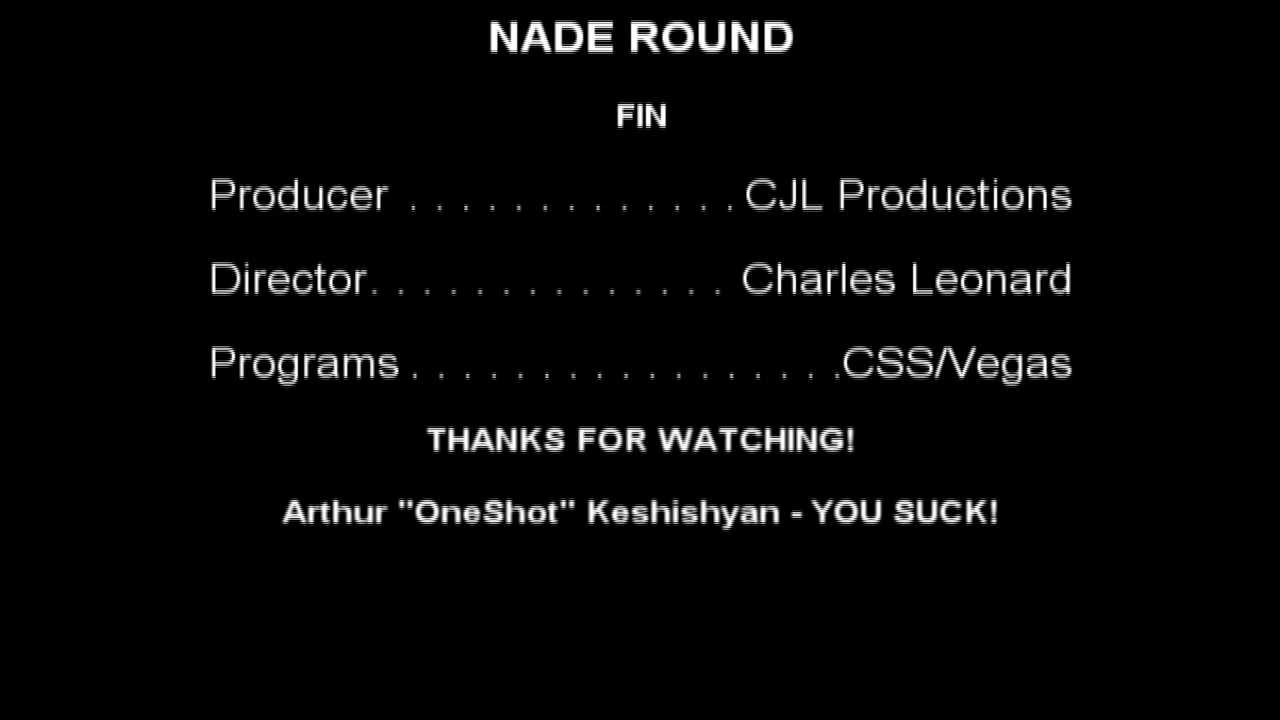 NADE ROUND
FIN
Producer . . . . . . . . . . . . . CJL Productions
Director. . . . . . . . . . . . . . Charles Leonard
Programs . . . . . . . . . . . . . . . . .CSS/Vegas
THANKS FOR WATCHING!
Arthur "OneShot" Keshishyan - YOU SUCK!